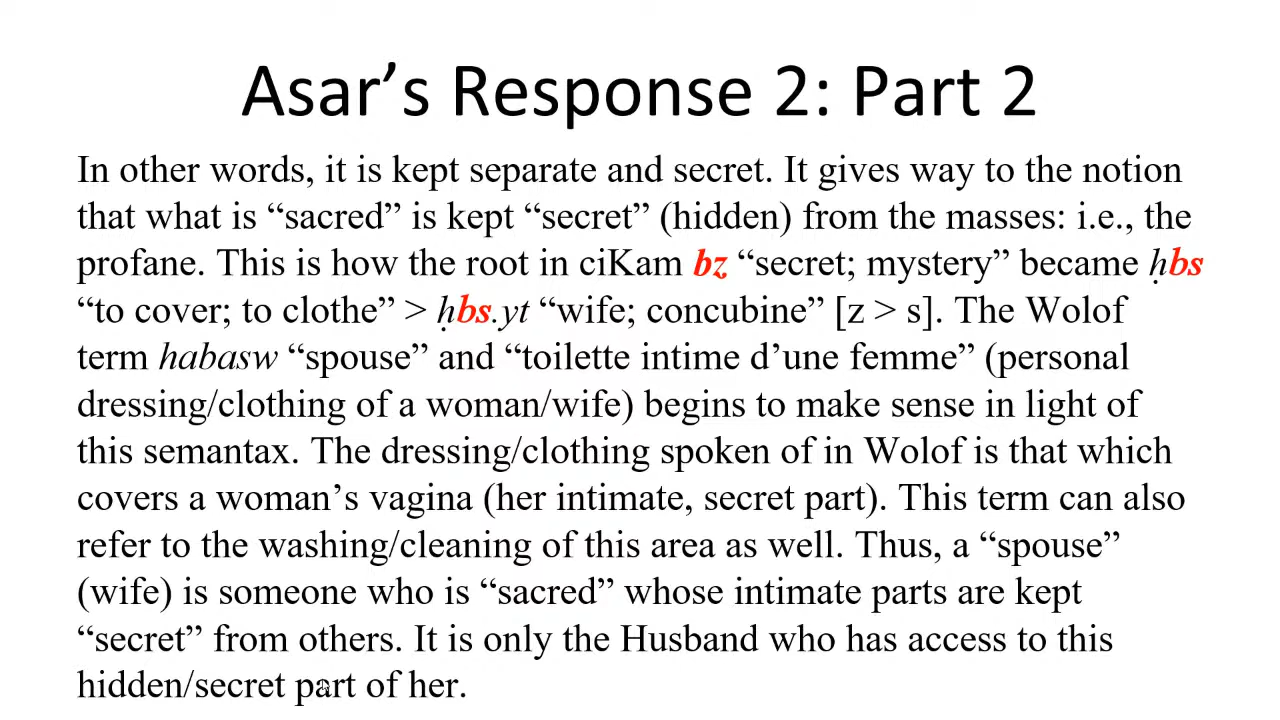 Asar’s Response 2: Part 2
In other words, it is kept separate and secret. It gives way to the notion
that what is “sacred” is kept “secret” (hidden) from the masses: i.e., the
profane. This is how the root in ciKam bz “secret; mystery” became ḥbs
“to cover; to clothe” > ḥbs.yt “wife; concubine” [z > s]. The Wolof
term habasw “spouse” and “toilette intime d’une femme” (personal
dressing/clothing of a woman/wife) begins to make sense in light of
this semantax. The dressing/clothing spoken of in Wolof is that which
covers a woman’s vagina (her intimate, secret part). This term can also
refer to the washing/cleaning of this area as well. Thus, a “spouse”
(wife) is someone who is “sacred” whose intimate parts are kept
“secret” from others. It is only the Husband who has access to this
hidden/secret part of her.